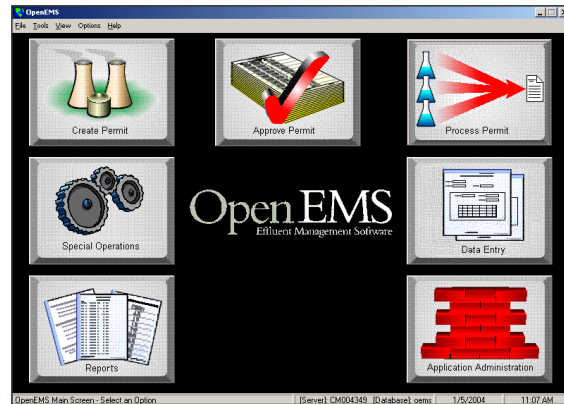 OpenEMS
File Tools View Options Help
Create Permit
Approve Permit
Process Permit
Special Operations
OpenEMS
Effluent Management Software
Data Entry
Reports
Application Administration
OpenEMS Main Screen - Select an Option [Server]: CM004349 [Database]: oems 1/5/2004 11:07 AM